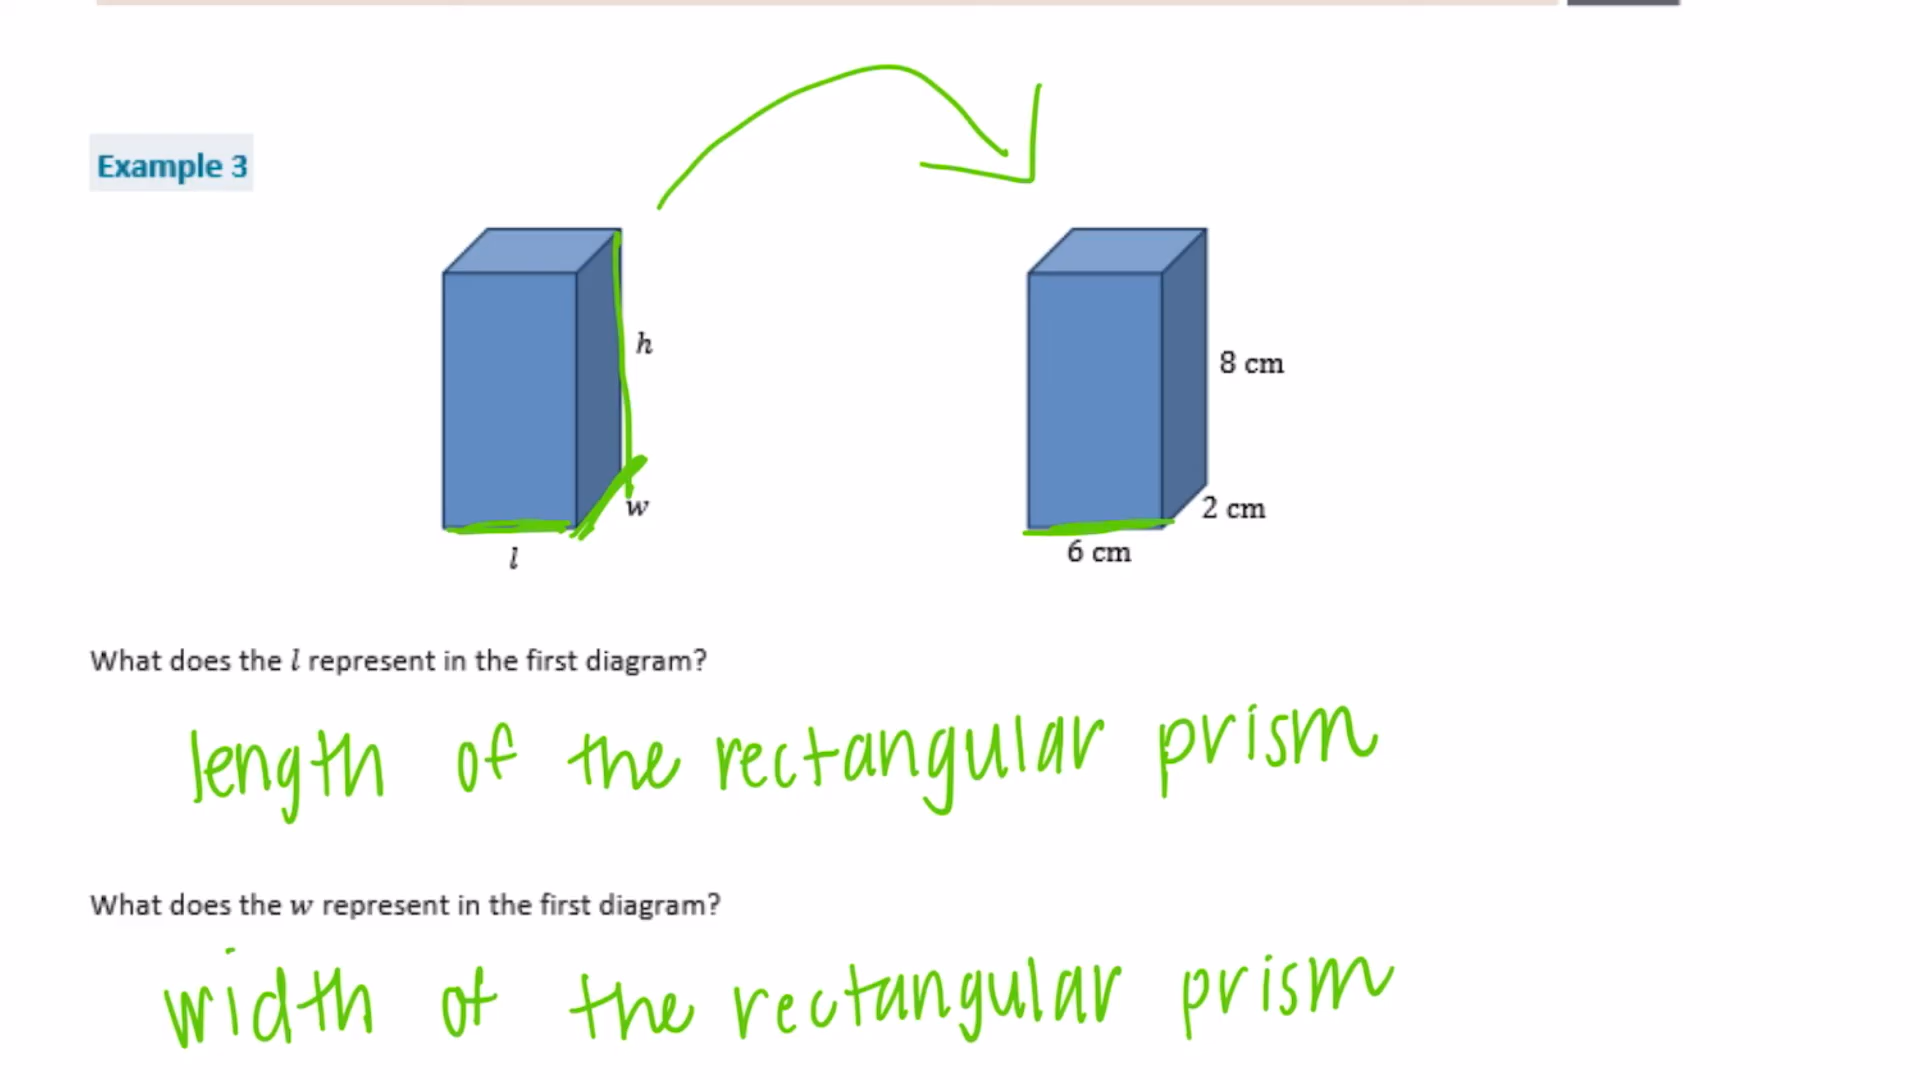 Example 3
h
8 cm
w
2 cm
l
6 cm
What does the l represent in the first diagram?
length of the rectangular prism
What does the w represent in the first diagram?
width of the rectangular prism